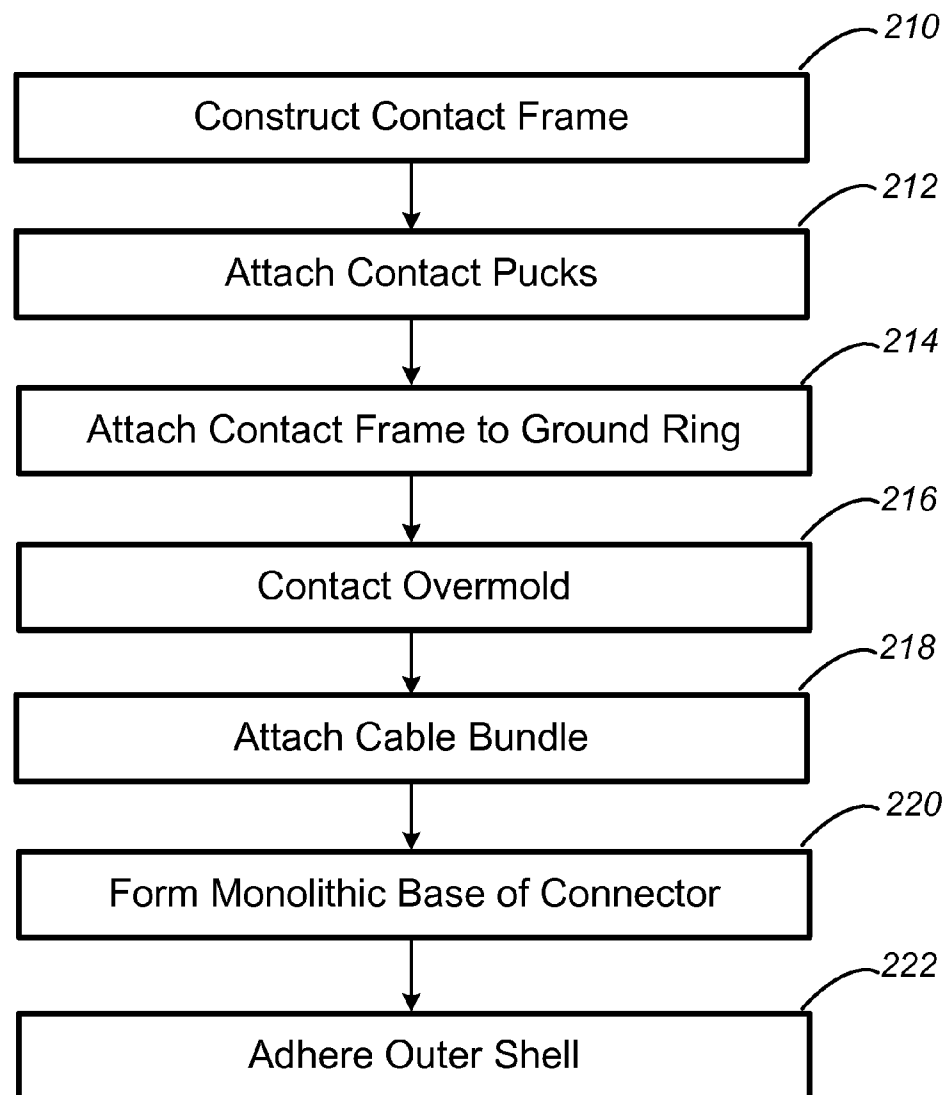 210
Construct Contact Frame
212
Attach Contact Pucks
214
Attach Contact Frame to Ground Ring
216
Contact Overmold
218
Attach Cable Bundle
220
Form Monolithic Base of Connector
222
Adhere Outer Shell